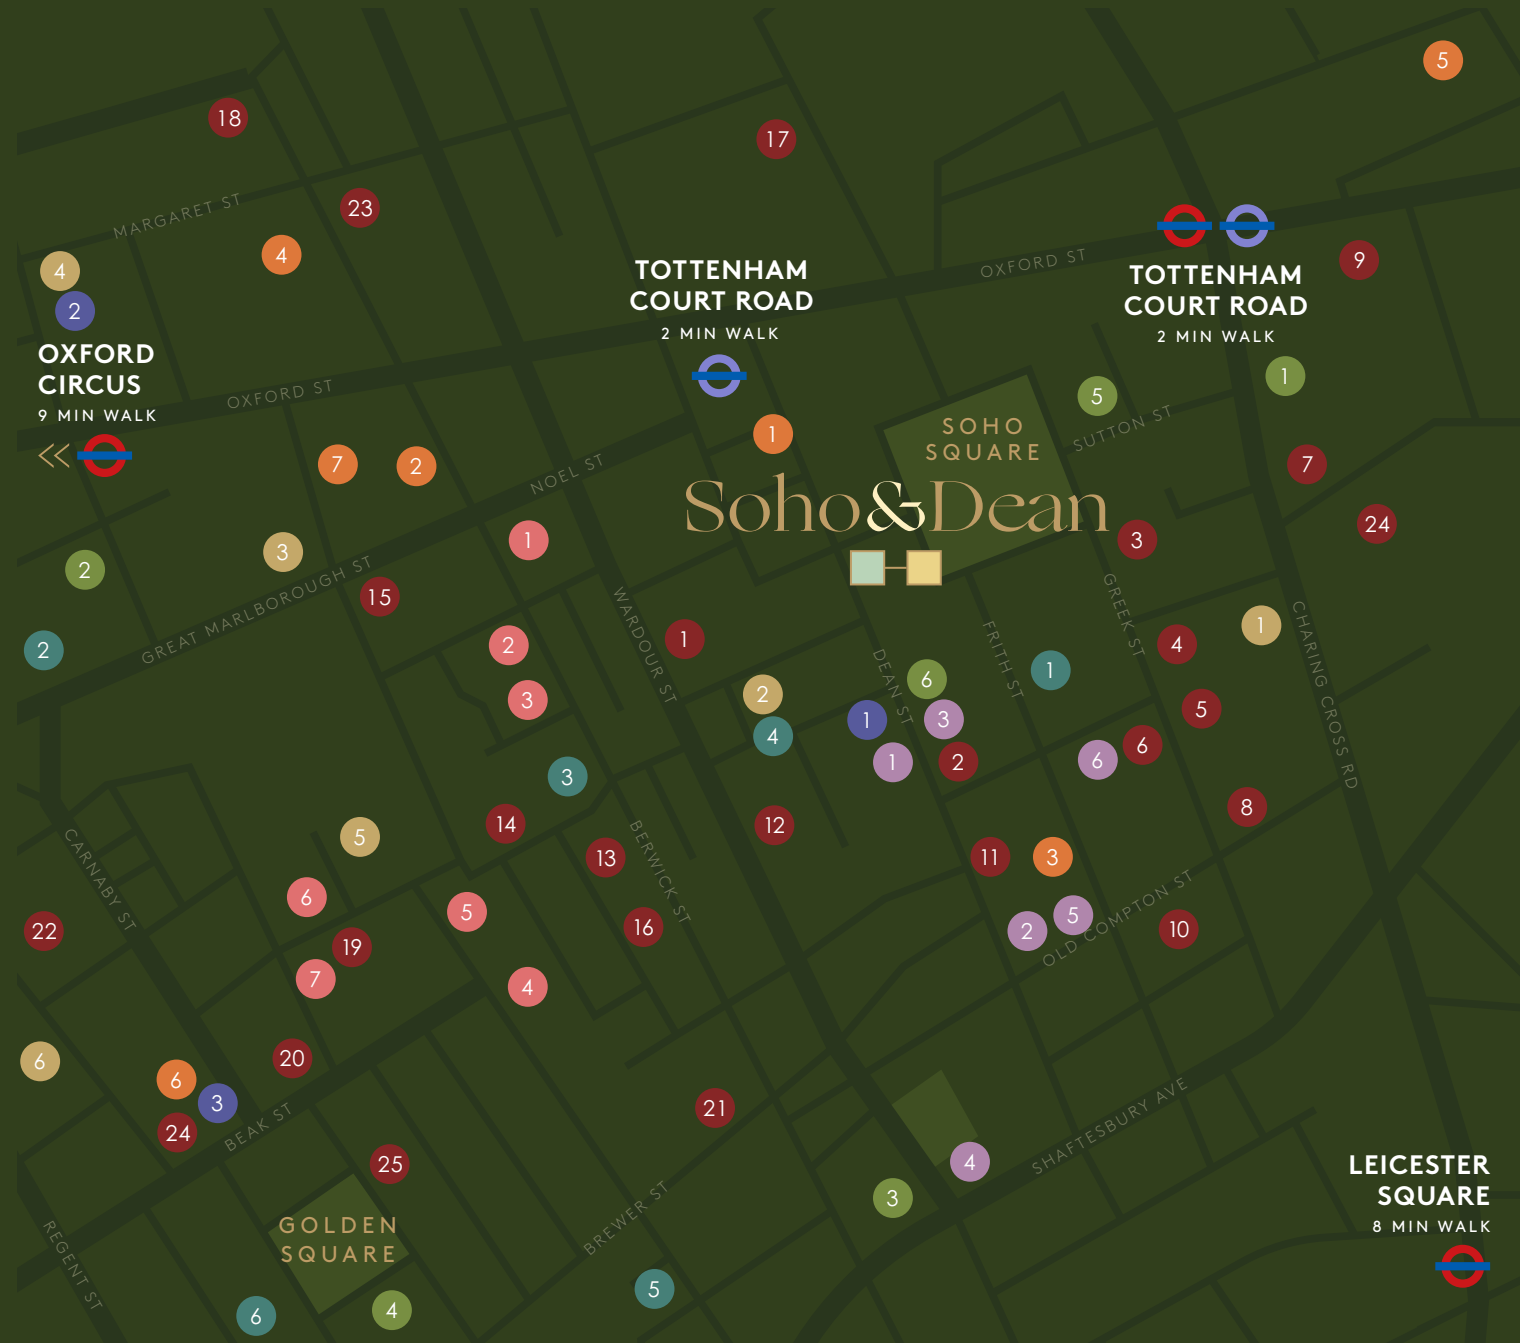 5
18
17
MARGARET ST
23
4
4
2
OXFORD
CIRCUS
9 MIN WALK
TOTTENHAM
COURT ROAD
2 MIN WALK
OXFORD ST
TOTTENHAM
COURT ROAD
2 MIN WALK
9
OXFORD ST
5
1
SUTTON ST
1
SOHO
SQUARE
7
2
NOEL ST
7
Soho&Dean
24
3
1
3
2
GREAT MARLBOROUGH ST
15
WARDOUR ST
1
GREEK ST
CHARING CROSS RD
1
2
2
3
DEAN ST
FRITH ST
6
1
4
2
4
1
3
5
1
2
6
6
3
14
12
8
5
13
BERWICK ST
11
3
CARNABY ST
6
5
16
2
5
OLD COMPTON ST
10
22
19
7
4
6
20
6
3
24
BEAK ST
21
SHAFTESBURY AVE
25
4
3
LEICESTER
SQUARE
8 MIN WALK
GOLDEN
SQUARE
REGENT ST
BREWER ST
5
6
4